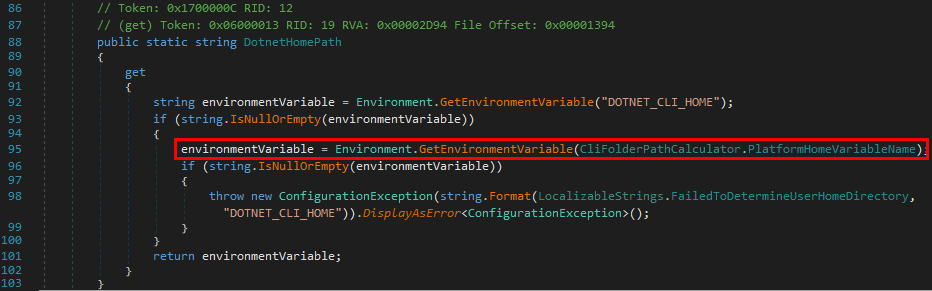 86 // Token: 0x1700000C RID: 12
87 // (get) Token: 0x06000013 RID: 19 RVA: 0x00002D94 File Offset: 0x00001394
88 public static string DotnetHomePath
89 {
90 get
91 {
92 string environmentVariable = Environment.GetEnvironmentVariable("DOTNET_CLI_HOME");
93 if (string.IsNullOrEmpty(environmentVariable))
94 {
95 environmentVariable = Environment.GetEnvironmentVariable(CliFolderPathCalculator.PlatformHomeVariableName);
96 if (string.IsNullOrEmpty(environmentVariable))
97 {
98 throw new ConfigurationException(string.Format(LocalizableStrings.FailedToDetermineUserHomeDirectory,
"DOTNET_CLI_HOME")).DisplayAsError<ConfigurationException>();
99 }
100 }
101 return environmentVariable;
102 }
103 }